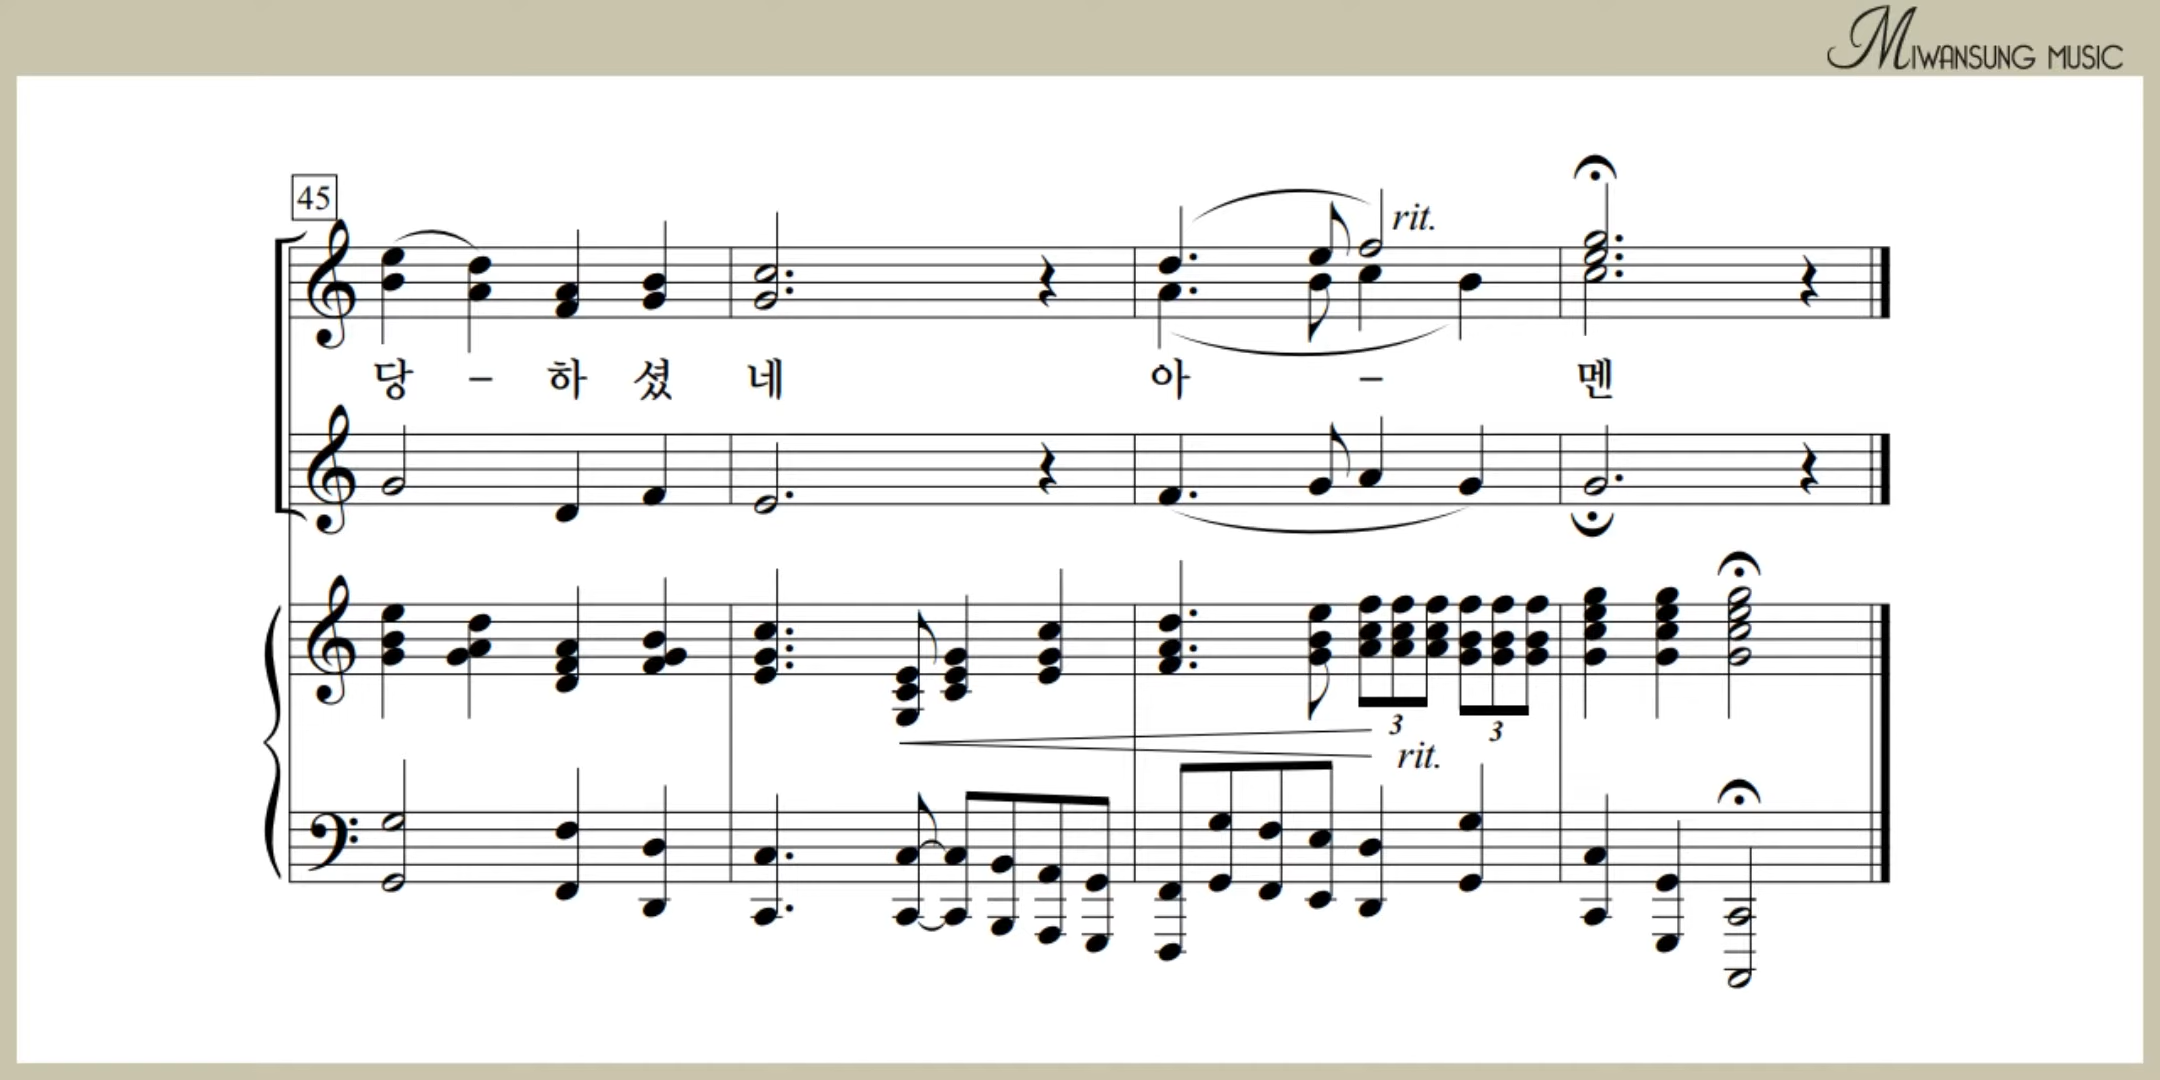 MIWANSUNG MUSIC
45
rit.
당 – 하 셨 네 아 – 멘
3 3
rit.